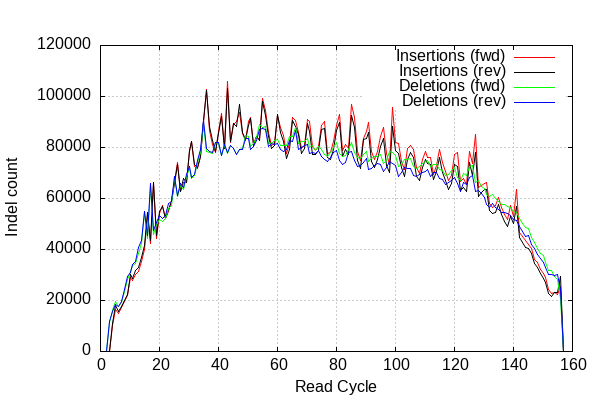 120000
100000
80000
60000
40000
20000
0
Indel count
Insertions (fwd)
Insertions (rev)
Deletions (fwd)
Deletions (rev)
0 20 40 60 80 100 120 140 160
Read Cycle